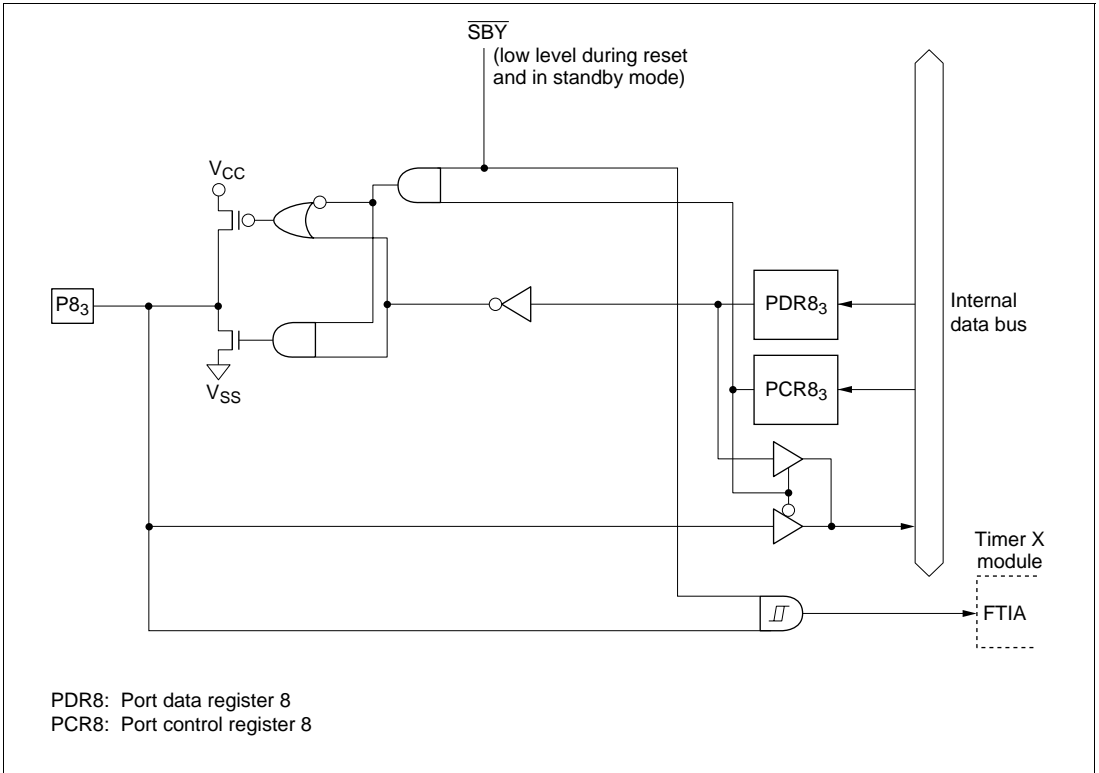 SBY
(low level during reset
and in standby mode)
VCC
P83
VSS
PDR83
PCR83
Internal
data bus
Timer X
module
FTIA
PDR8: Port data register 8
PCR8: Port control register 8